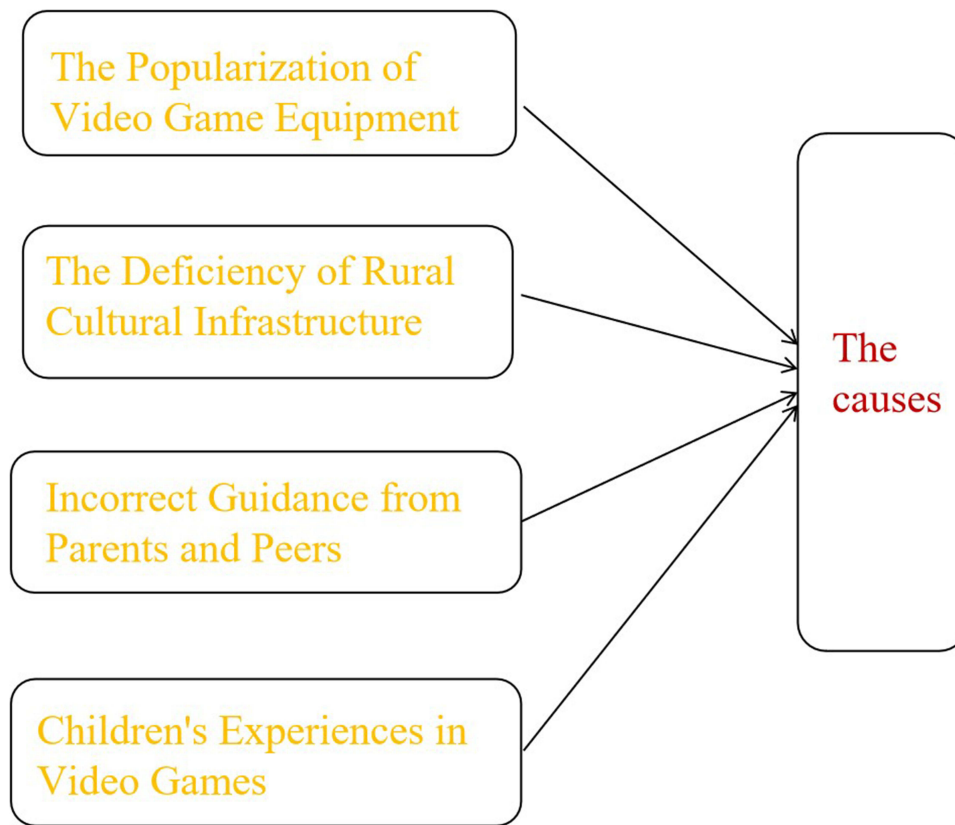 The Popularization of
Video Game Equipment
The Deficiency of Rural
Cultural Infrastructure
Incorrect Guidance from
Parents and Peers
Children's Experiences in
Video Games
The
causes